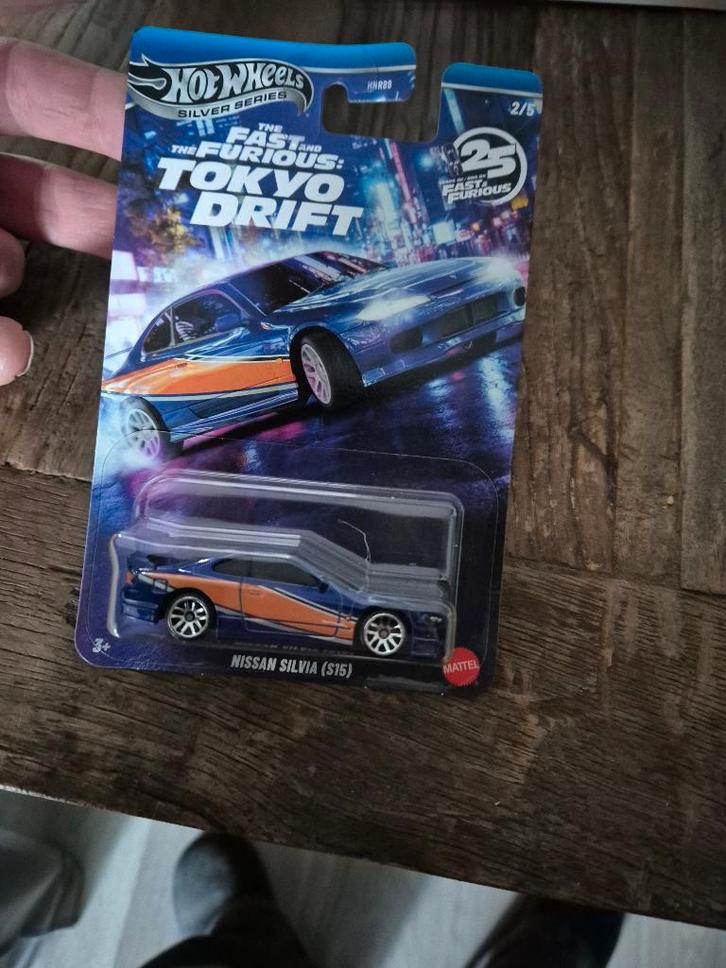 Hot Wheels
SILVER SERIES
HNR88
2/5
THE
FAST AND
THE FURIOUS:
TOKYO
DRIFT
25
FAST &
FURIOUS
3+
NISSAN SILVIA (S15)
MATTEL